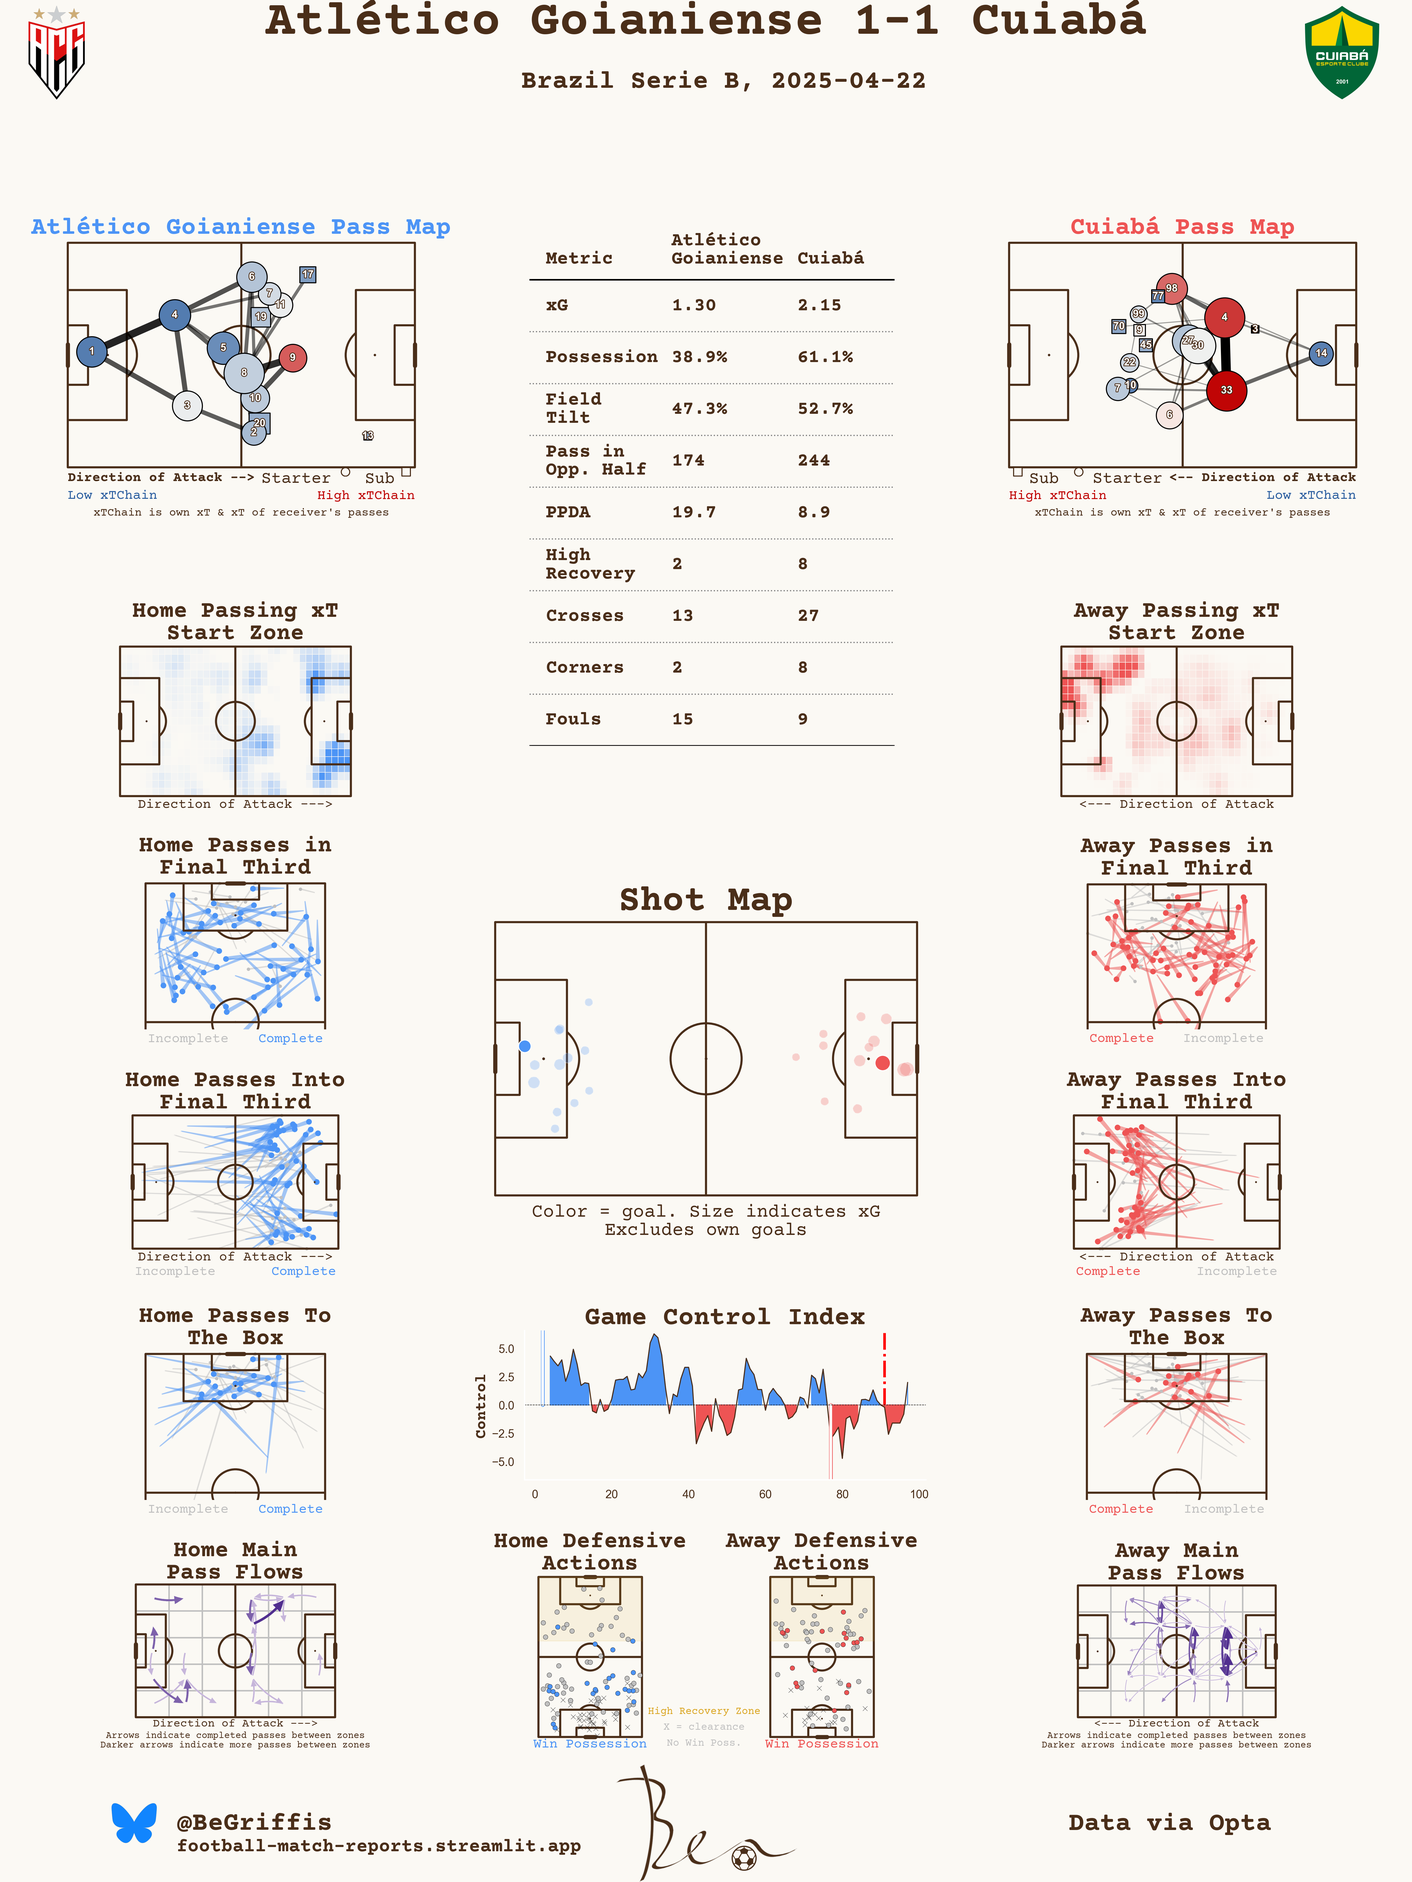 Atlético Goianiense 1-1 Cuiabá
Brazil Serie B, 2025-04-22
CUIABÁ
ESPORTE CLUBE
2001
Atlético Goianiense Pass Map
1
4
3
5
6
7
11
17
19
8
9
10
20
2
13
Direction of Attack --> Starter Sub
Low xTChain High xTChain
xTChain is own xT & xT of receiver's passes
Metric Atlético Goianiense Cuiabá
xG 1.30 2.15
Possession 38.9% 61.1%
Field Tilt 47.3% 52.7%
Pass in Opp. Half 174 244
PPDA 19.7 8.9
High Recovery 2 8
Crosses 13 27
Corners 2 8
Fouls 15 9
Cuiabá Pass Map
98
77
99
70
9
45
27
30
4
3
14
22
7
10
33
6
Sub Starter <-- Direction of Attack
High xTChain Low xTChain
xTChain is own xT & xT of receiver's passes
Home Passing xT
Start Zone
Direction of Attack --->
Away Passing xT
Start Zone
<--- Direction of Attack
Home Passes in
Final Third
Incomplete Complete
Shot Map
Color = goal. Size indicates xG
Excludes own goals
Away Passes in
Final Third
Complete Incomplete
Home Passes Into
Final Third
Direction of Attack --->
Incomplete Complete
Away Passes Into
Final Third
<--- Direction of Attack
Complete Incomplete
Home Passes To
The Box
Incomplete Complete
Game Control Index
Control
5.0
2.5
0.0
−2.5
−5.0
0 20 40 60 80 100
Away Passes To
The Box
Complete Incomplete
Home Main
Pass Flows
Direction of Attack --->
Arrows indicate completed passes between zones
Darker arrows indicate more passes between zones
Home Defensive
Actions
Win Possession
High Recovery Zone
X = clearance
No Win Poss.
Away Defensive
Actions
Win Possession
Away Main
Pass Flows
<--- Direction of Attack
Arrows indicate completed passes between zones
Darker arrows indicate more passes between zones
@BeGriffis
football-match-reports.streamlit.app
Ben
Data via Opta